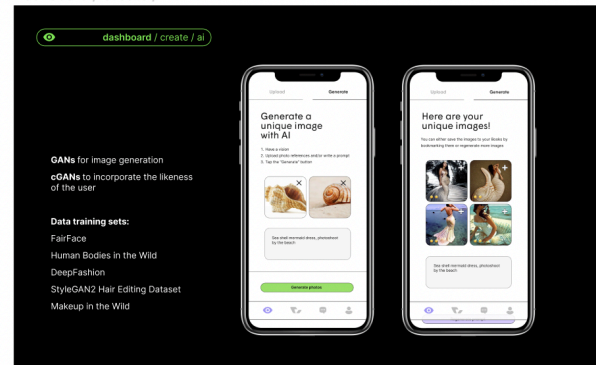 dashboard / create / ai
GANs for image generation
cGANs to incorporate the likeness
of the user
Data training sets:
FairFace
Human Bodies in the Wild
DeepFashion
StyleGAN2 Hair Editing Dataset
Makeup in the Wild
Upload Generate
Generate a
unique image
with AI
1. Have a vision
2. Upload photo references and/or write a prompt
3. Tap the "Generate" button
Sea shell mermaid dress, photoshoot
by the beach
Generate photos
Upload Generate
Here are your
unique images!
You can either save the images to your Books by
bookmarking them or regenerate more images
Sea shell mermaid dress, photoshoot
by the beach